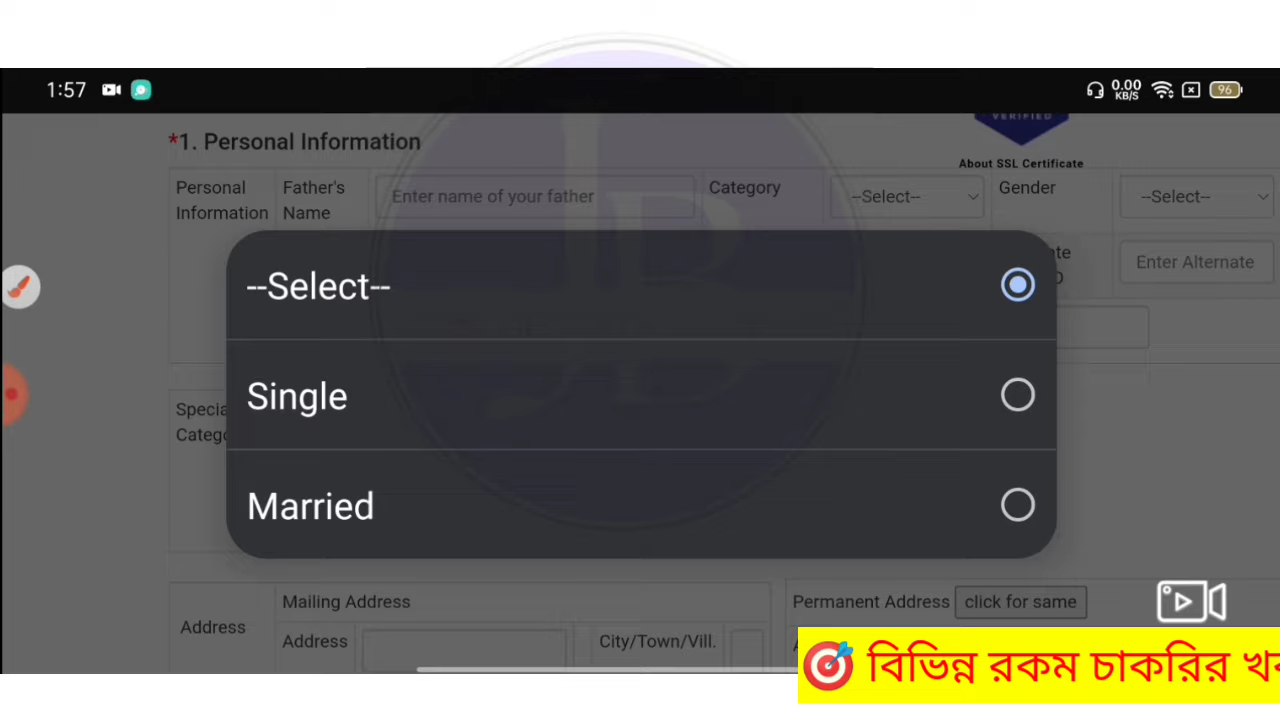 1:57
0.00
KB/S
96
VERIFIED
About SSL Certificate
*1. Personal Information
Personal Information
Father's Name
Enter name of your father
Category
--Select--
Gender
--Select--
Enter Alternate
--Select--
Single
Married
Address
Mailing Address
Address
City/Town/Vill.
Permanent Address
click for same
🎯 বিভিন্ন রকম চাকরির